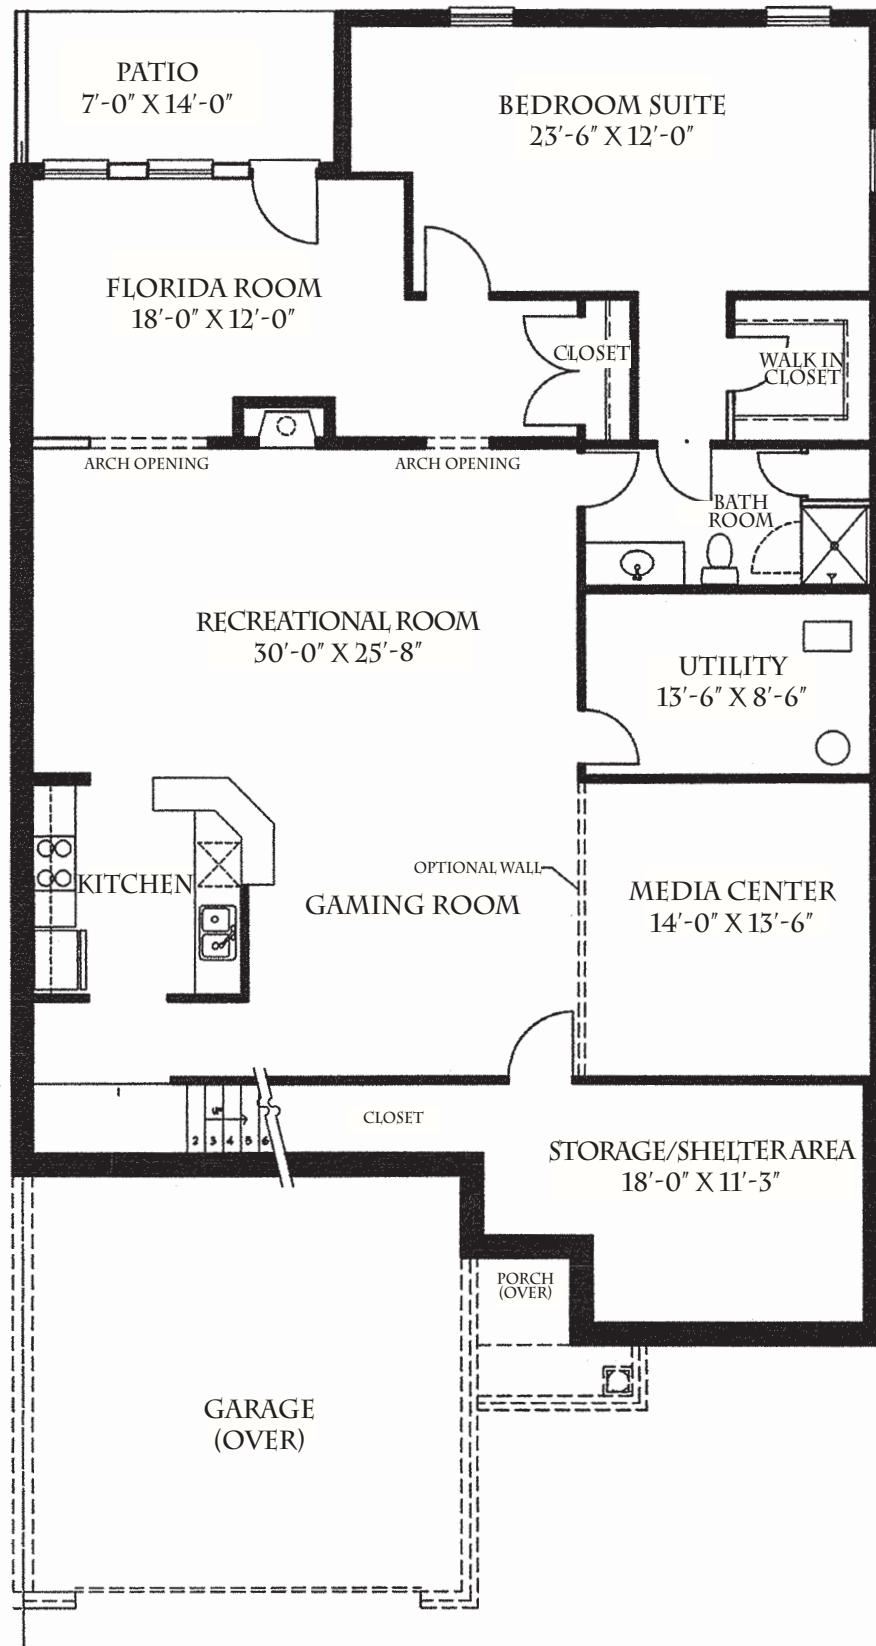 PATIO
7'-0" X 14'-0"
BEDROOM SUITE
23'-6" X 12'-0"
FLORIDA ROOM
18'-0" X 12'-0"
CLOSET
WALK IN
CLOSET
ARCH OPENING
ARCH OPENING
BATH
ROOM
RECREATIONAL ROOM
30'-0" X 25'-8"
UTILITY
13'-6" X 8'-6"
OPTIONAL WALL
KITCHEN
GAMING ROOM
MEDIA CENTER
14'-0" X 13'-6"
CLOSET
UP
2 3 4 5 6
STORAGE/SHELTER AREA
18'-0" X 11'-3"
PORCH
(OVER)
GARAGE
(OVER)